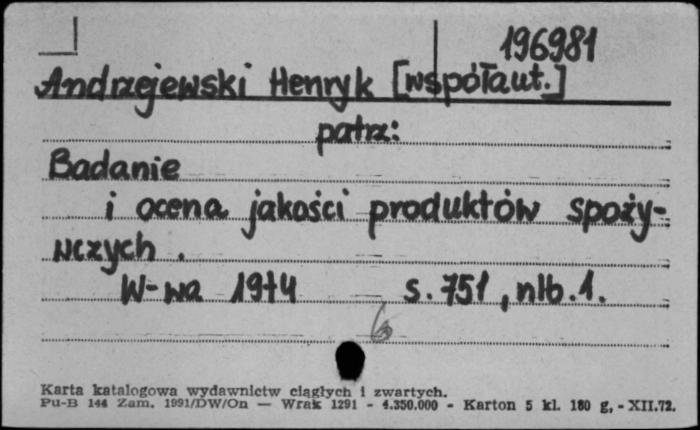 196981
Andrzejewski Henryk [współaut.]
patrz:
Badanie
i ocena jakości produktów spoży-
wczych.
W-wa 1974 s. 751, nlb. 1.
6
Karta katalogowa wydawnictw ciągłych i zwartych.
Pu-B 144 Zam. 1991/DW/On — Wrak 1291 - 4.350.000 - Karton 5 kl. 180 g, - XII.72.